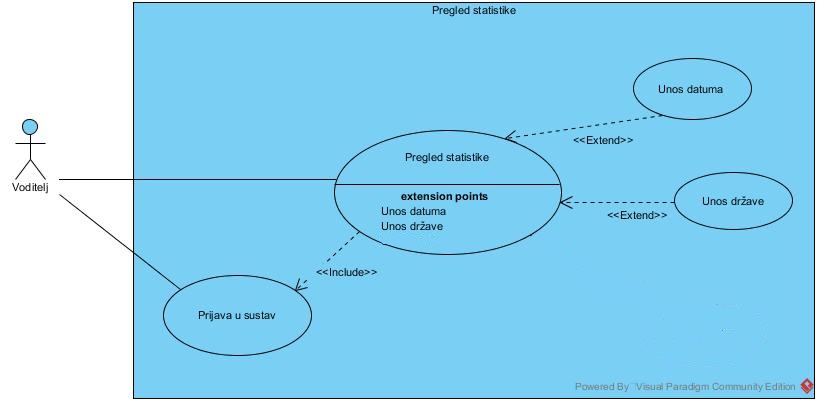 Pregled statistike
Unos datuma
<<Extend>>
Pregled statistike
extension points
Unos datuma
Unos države
Voditelj
Unos države
<<Extend>>
<<Include>>
Prijava u sustav
Powered By Visual Paradigm Community Edition